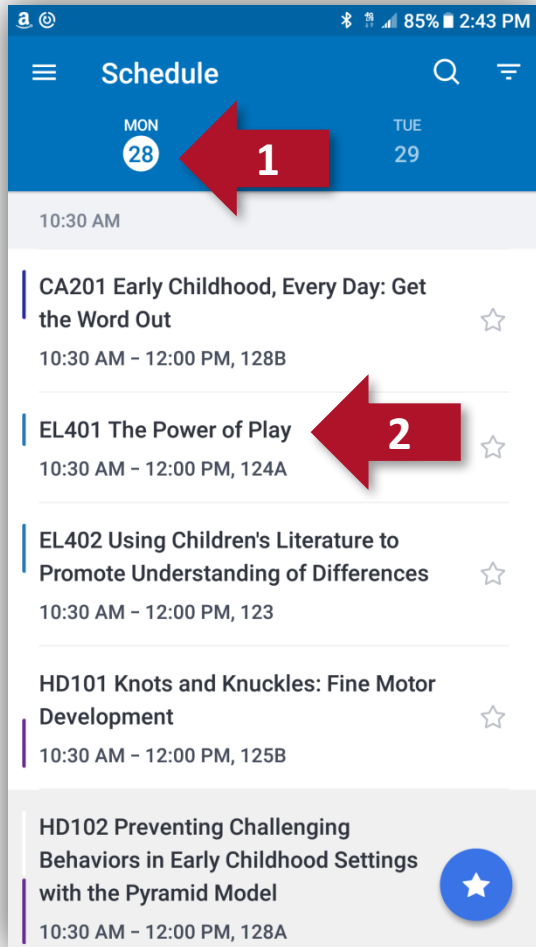 a 85% 2:43 PM
Schedule
MON TUE
28 29
1
10:30 AM
CA201 Early Childhood, Every Day: Get
the Word Out
10:30 AM – 12:00 PM, 128B
EL401 The Power of Play
2
10:30 AM – 12:00 PM, 124A
EL402 Using Children's Literature to
Promote Understanding of Differences
10:30 AM – 12:00 PM, 123
HD101 Knots and Knuckles: Fine Motor
Development
10:30 AM – 12:00 PM, 125B
HD102 Preventing Challenging
Behaviors in Early Childhood Settings
with the Pyramid Model
10:30 AM – 12:00 PM, 128A